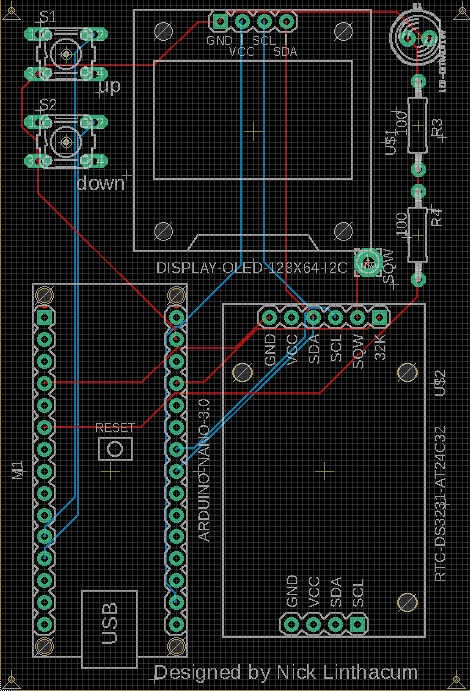 S1
up
S2
down
GND
VCC
SCL
SDA
U$1
100
R3
100
R4
DISPLAY-OLED-128X64-I2C
SQW
GND
VCC
SDA
SCL
SQW
32K
U$2
RTC-DS3231-AT24C32
GND
VCC
SDA
SCL
M1
RESET
ARDUINO-NANO-3.0
USB
Designed by Nick Linthacum